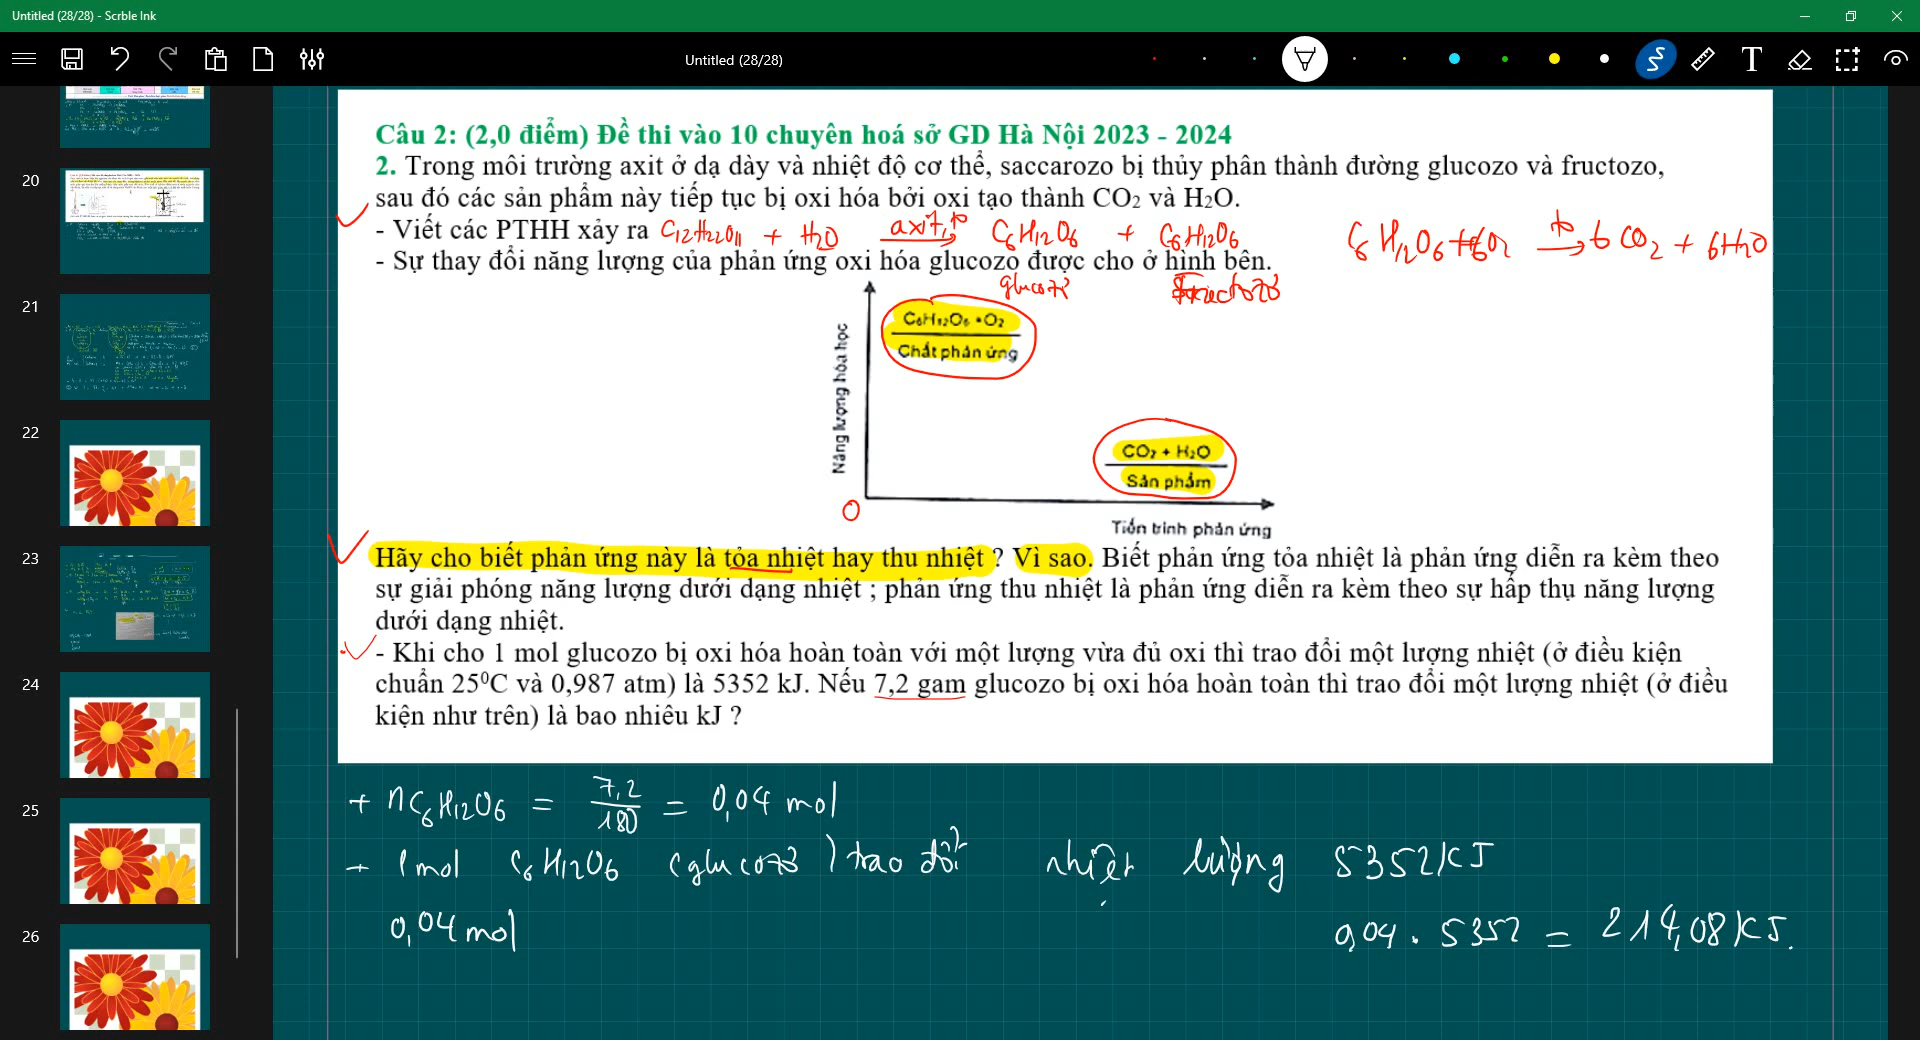 Untitled (28/28) - Scrble Ink
Untitled (28/28)
20
21
22
23
24
25
26
Câu 2: (2,0 điểm) Đề thi vào 10 chuyên hoá sở GD Hà Nội 2023 - 2024
2. Trong môi trường axit ở dạ dày và nhiệt độ cơ thể, saccarozo bị thủy phân thành đường glucozo và fructozo,
sau đó các sản phẩm này tiếp tục bị oxi hóa bởi oxi tạo thành CO₂ và H₂O.
- Viết các PTHH xảy ra C₁₂H₂₂O₁₁ + H₂O axit, t° C₆H₁₂O₆ + C₆H₁₂O₆
C₆H₁₂O₆ + 6O₂ t° → 6CO₂ + 6H₂O
- Sự thay đổi năng lượng của phản ứng oxi hóa glucozo được cho ở hình bên.
glucozơ fructozơ
C₆H₁₂O₆ + O₂
Chất phản ứng
Năng lượng hóa học
CO₂ + H₂O
Sản phẩm
O
Tiến trình phản ứng
Hãy cho biết phản ứng này là tỏa nhiệt hay thu nhiệt ? Vì sao. Biết phản ứng tỏa nhiệt là phản ứng diễn ra kèm theo
sự giải phóng năng lượng dưới dạng nhiệt ; phản ứng thu nhiệt là phản ứng diễn ra kèm theo sự hấp thụ năng lượng
dưới dạng nhiệt.
- Khi cho 1 mol glucozo bị oxi hóa hoàn toàn với một lượng vừa đủ oxi thì trao đổi một lượng nhiệt (ở điều kiện
chuẩn 25⁰C và 0,987 atm) là 5352 kJ. Nếu 7,2 gam glucozo bị oxi hóa hoàn toàn thì trao đổi một lượng nhiệt (ở điều
kiện như trên) là bao nhiêu kJ ?
+ nC₆H₁₂O₆ = 7,2/180 = 0,04 mol
+ 1mol C₆H₁₂O₆ (glucozơ) trao đổi nhiệt lượng 5352KJ
0,04 mol 0,04 . 5352 = 214,08KJ.